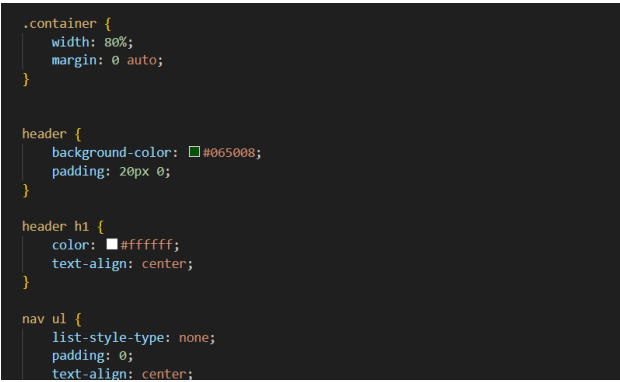 .container {
width: 80%;
margin: 0 auto;
}
header {
background-color: #065008;
padding: 20px 0;
}
header h1 {
color: #ffffff;
text-align: center;
}
nav ul {
list-style-type: none;
padding: 0;
text-align: center;